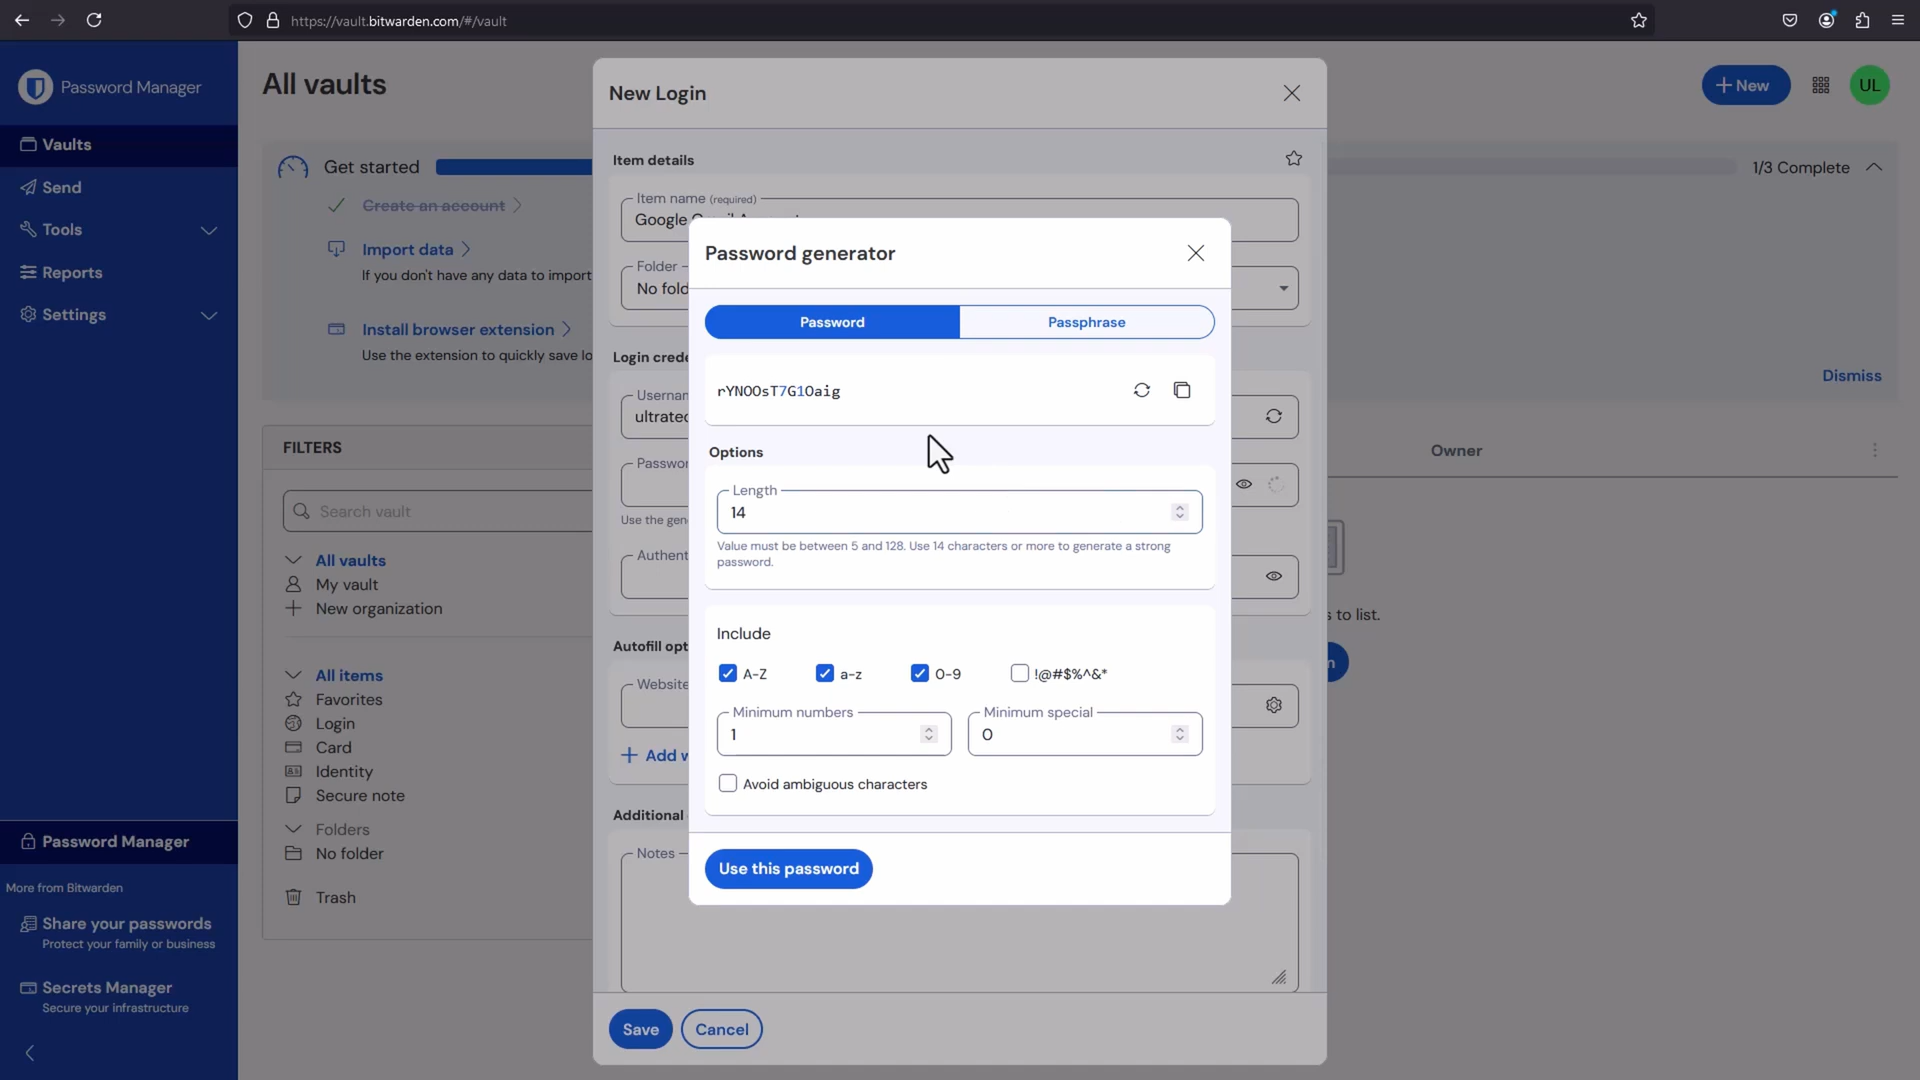 https://vault.bitwarden.com/#/vault
Password Manager
Vaults
Send
Tools
Reports
Settings
Password Manager
More from Bitwarden
Share your passwords
Protect your family or business
Secrets Manager
Secure your infrastructure
All vaults
New
UL
Get started
1/3 Complete
Create an account
Import data
If you don't have any data to import
Install browser extension
Use the extension to quickly save lo
Dismiss
FILTERS
Search vault
All vaults
My vault
New organization
All items
Favorites
Login
Card
Identity
Secure note
Folders
No folder
Trash
Owner
s to list.
New Login
Item details
Item name (required)
Google
Folder
No fold
Login crede
Usernam
ultratec
Passwor
Use the gen
Authent
Autofill opt
Website
Add w
Additional
Notes
Save
Cancel
Password generator
Password
Passphrase
rYNOOsT7G1Oaig
Options
Length
14
Value must be between 5 and 128. Use 14 characters or more to generate a strong
password.
Include
A-Z
a-z
0-9
!@#$%^&*
Minimum numbers
1
Minimum special
0
Avoid ambiguous characters
Use this password